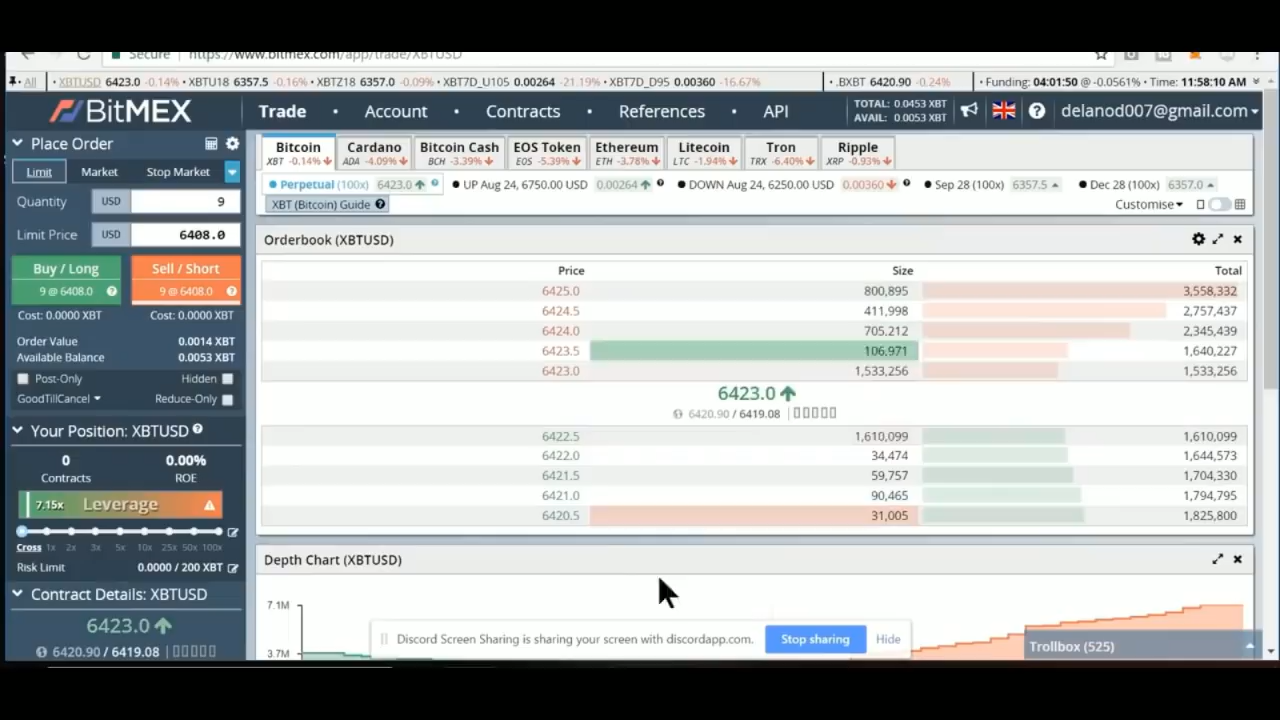 Secure https://www.bitmex.com/app/trade/XBTUSD
All • XBTUSD 6423.0 -0.14% • XBTU18 6357.5 -0.16% • XBTZ18 6357.0 -0.09% • XBT7D_U105 0.00264 -21.19% • XBT7D_D95 0.00360 -16.67% • .BXBT 6420.90 -0.24% • Funding: 04:01:50 @ -0.0561% • Time: 11:58:10 AM
BitMEX Trade • Account • Contracts • References • API TOTAL: 0.0453 XBT
AVAIL: 0.0053 XBT delanod007@gmail.com
Place Order
Limit Market Stop Market
Quantity USD 9
Limit Price USD 6408.0
Buy / Long Sell / Short
9 @ 6408.0 ? 9 @ 6408.0 ?
Cost: 0.0000 XBT Cost: 0.0000 XBT
Order Value 0.0014 XBT
Available Balance 0.0053 XBT
Post-Only Hidden
GoodTillCancel Reduce-Only
Your Position: XBTUSD ?
0 0.00%
Contracts ROE
7.15x Leverage
Cross 1x 2x 3x 5x 10x 25x 50x 100x
Risk Limit 0.0000 / 200 XBT
Contract Details: XBTUSD
6423.0
6420.90 / 6419.08
Bitcoin Cardano Bitcoin Cash EOS Token Ethereum Litecoin Tron Ripple
XBT -0.14% ADA -4.09% BCH -3.39% EOS -5.39% ETH -3.78% LTC -1.94% TRX -6.40% XRP -0.93%
• Perpetual (100x) 6423.0 ? • UP Aug 24, 6750.00 USD 0.00264 ? • DOWN Aug 24, 6250.00 USD 0.00360 ? • Sep 28 (100x) 6357.5 • Dec 28 (100x) 6357.0
XBT (Bitcoin) Guide ? Customise
Orderbook (XBTUSD)
Price Size Total
6425.0 800,895 3,558,332
6424.5 411,998 2,757,437
6424.0 705,212 2,345,439
6423.5 106,971 1,640,227
6423.0 1,533,256 1,533,256
6423.0
6420.90 / 6419.08
6422.5 1,610,099 1,610,099
6422.0 34,474 1,644,573
6421.5 59,757 1,704,330
6421.0 90,465 1,794,795
6420.5 31,005 1,825,800
Depth Chart (XBTUSD)
7.1M
3.7M
Discord Screen Sharing is sharing your screen with discordapp.com. Stop sharing Hide
Trollbox (525)